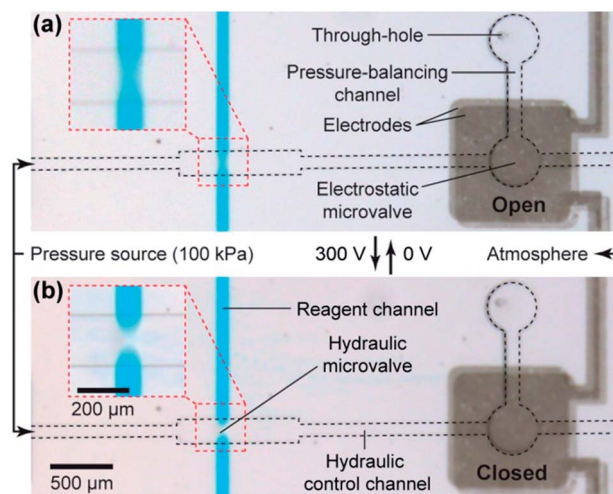 (a)
Through-hole
Pressure-balancing
channel
Electrodes
Electrostatic
microvalve
Open
Pressure source (100 kPa)
300 V
0 V
Atmosphere
(b)
Reagent channel
Hydraulic
microvalve
200 µm
500 µm
Hydraulic
control channel
Closed